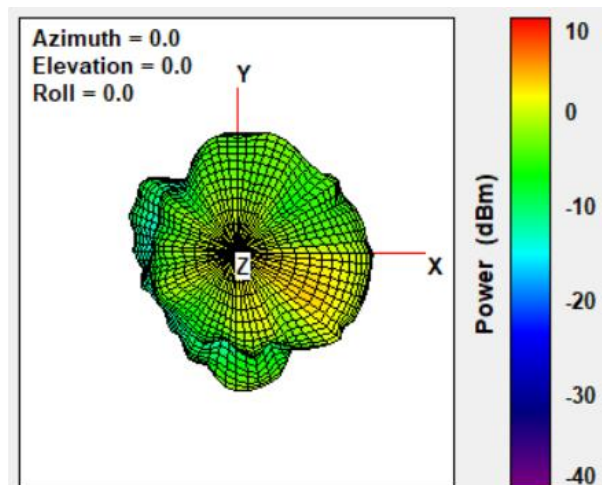 Azimuth = 0.0
Elevation = 0.0
Roll = 0.0
Y
X
Z
Power (dBm)
10
0
-10
-20
-30
-40